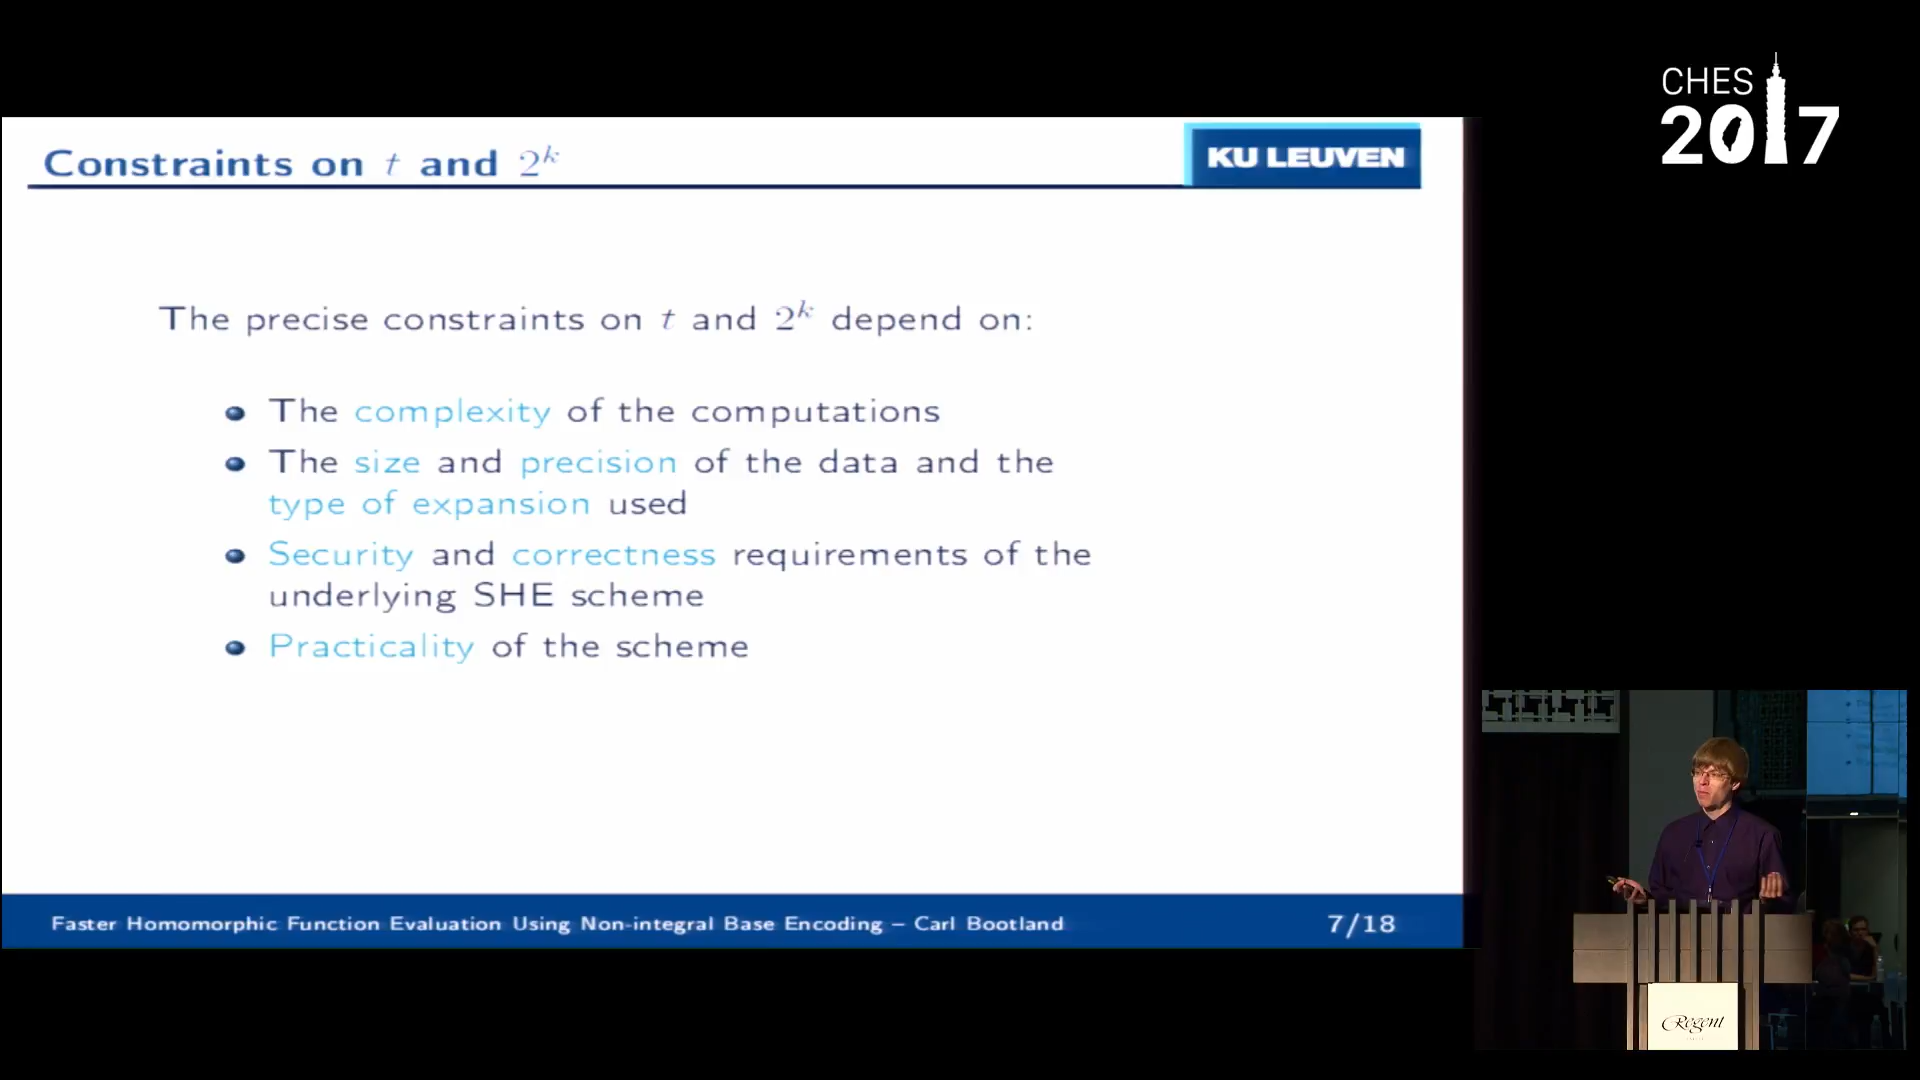 CHES
2017
Constraints on t and 2^k
KU LEUVEN
The precise constraints on t and 2^k depend on:
The complexity of the computations
The size and precision of the data and the
type of expansion used
Security and correctness requirements of the
underlying SHE scheme
Practicality of the scheme
Faster Homomorphic Function Evaluation Using Non-integral Base Encoding – Carl Bootland
7/18
Regent